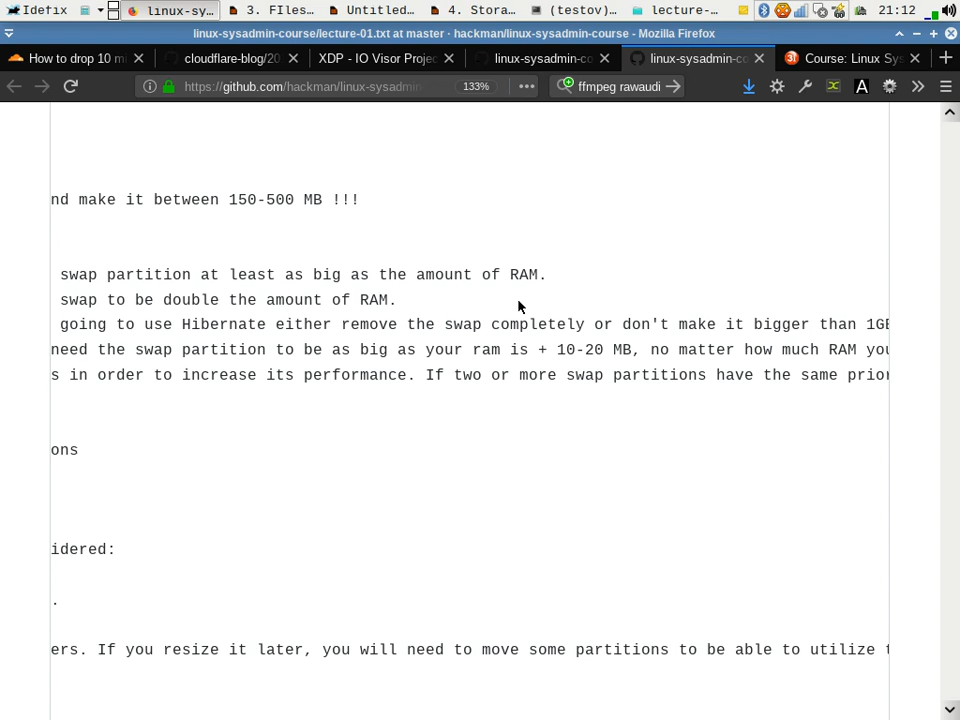 Idefix
linux-sy...
3. FIles...
Untitled...
4. Stora...
(testov)...
lecture-...
21:12
linux-sysadmin-course/lecture-01.txt at master · hackman/linux-sysadmin-course - Mozilla Firefox
How to drop 10 mi
cloudflare-blog/20
XDP - IO Visor Projec
linux-sysadmin-co
linux-sysadmin-co
Course: Linux Sys
https://github.com/hackman/linux-sysadmin
133%
ffmpeg rawaudi
nd make it between 150-500 MB !!!
swap partition at least as big as the amount of RAM.
swap to be double the amount of RAM.
going to use Hibernate either remove the swap completely or don't make it bigger than 1GB
need the swap partition to be as big as your ram is + 10-20 MB, no matter how much RAM you
s in order to increase its performance. If two or more swap partitions have the same prior
ons
idered:
.
ers. If you resize it later, you will need to move some partitions to be able to utilize t